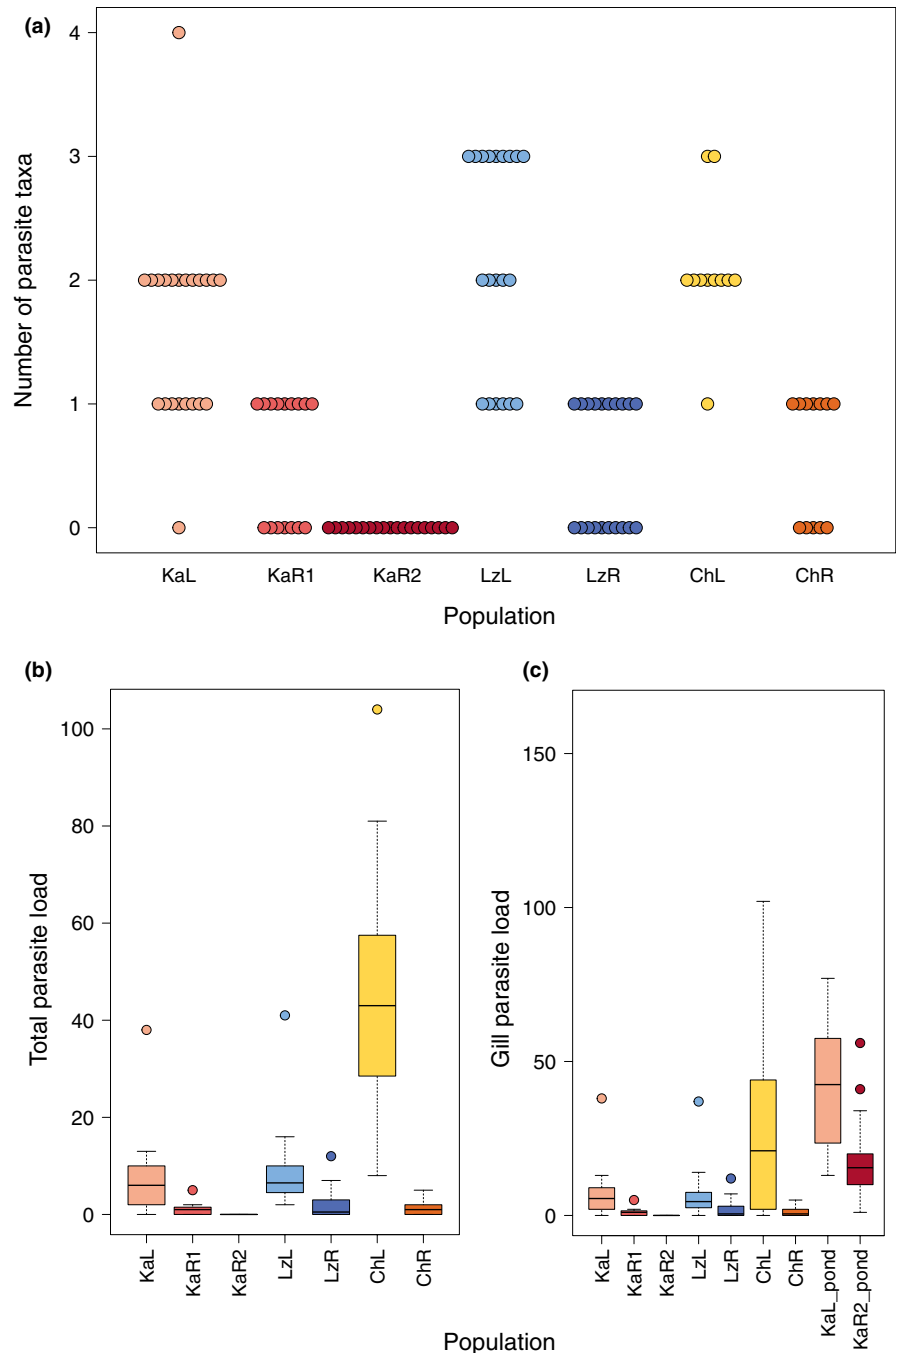 (a)
Number of parasite taxa
4
3
2
1
0
KaL KaR1 KaR2 LzL LzR ChL ChR
Population
(b)
Total parasite load
100
80
60
40
20
0
KaL
KaR1
KaR2
LzL
LzR
ChL
ChR
(c)
Gill parasite load
150
100
50
0
KaL
KaR1
KaR2
LzL
LzR
ChL
ChR
KaL_pond
KaR2_pond
Population